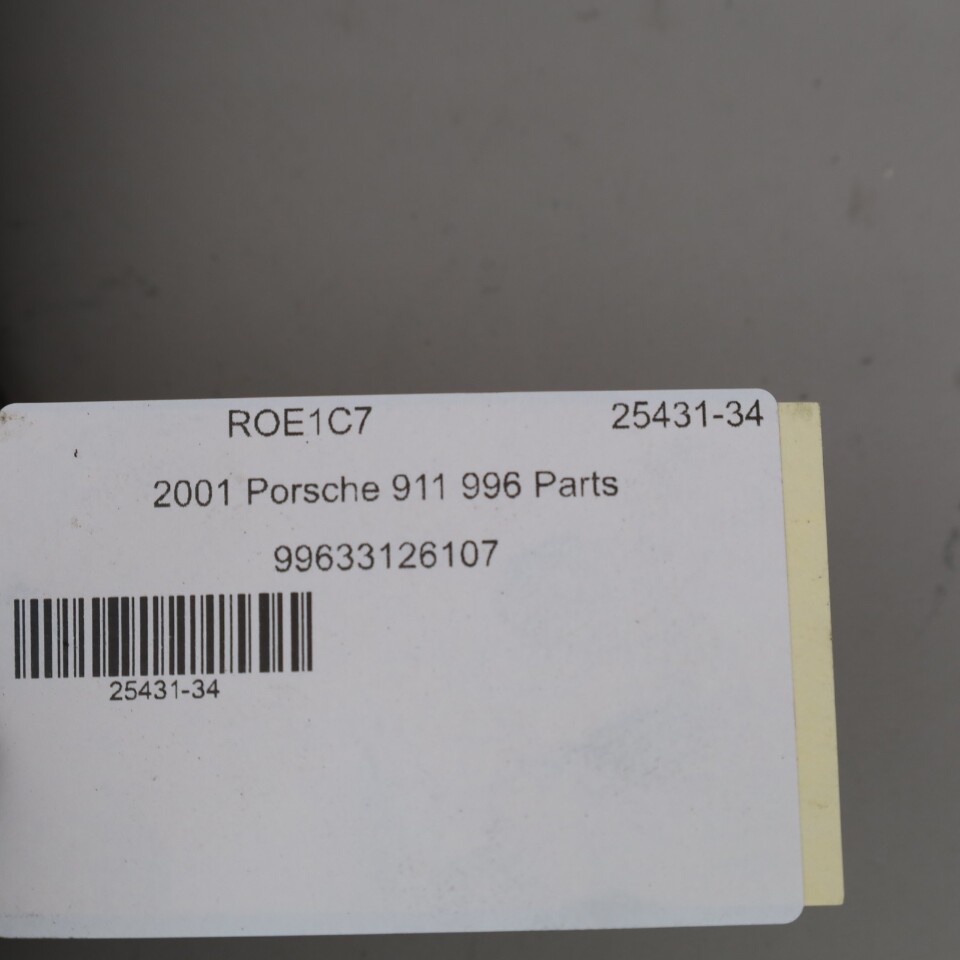 ROE1C7 25431-34
2001 Porsche 911 996 Parts
99633126107
25431-34